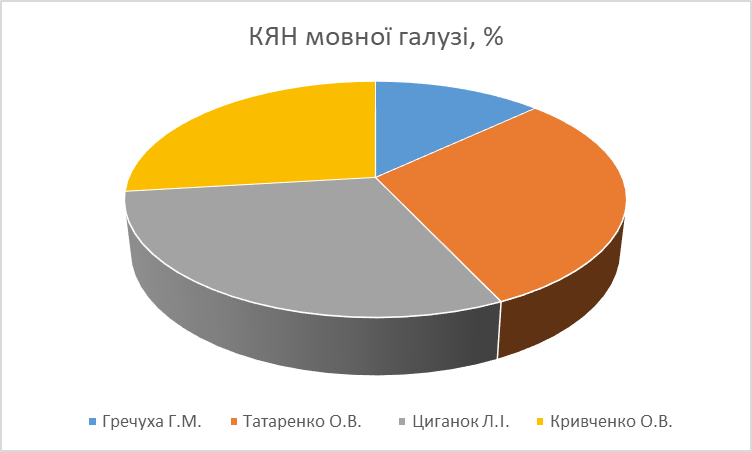 КЯН мовної галузі, %
Гречуха Г.М. Татаренко О.В. Циганок Л.І. Кривченко О.В.